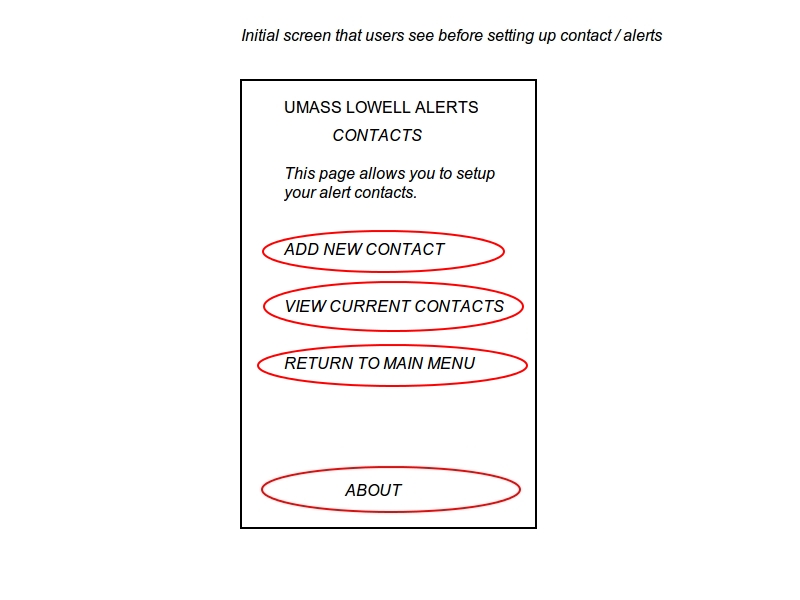 Initial screen that users see before setting up contact / alerts
UMASS LOWELL ALERTS
CONTACTS
This page allows you to setup
your alert contacts.
ADD NEW CONTACT
VIEW CURRENT CONTACTS
RETURN TO MAIN MENU
ABOUT